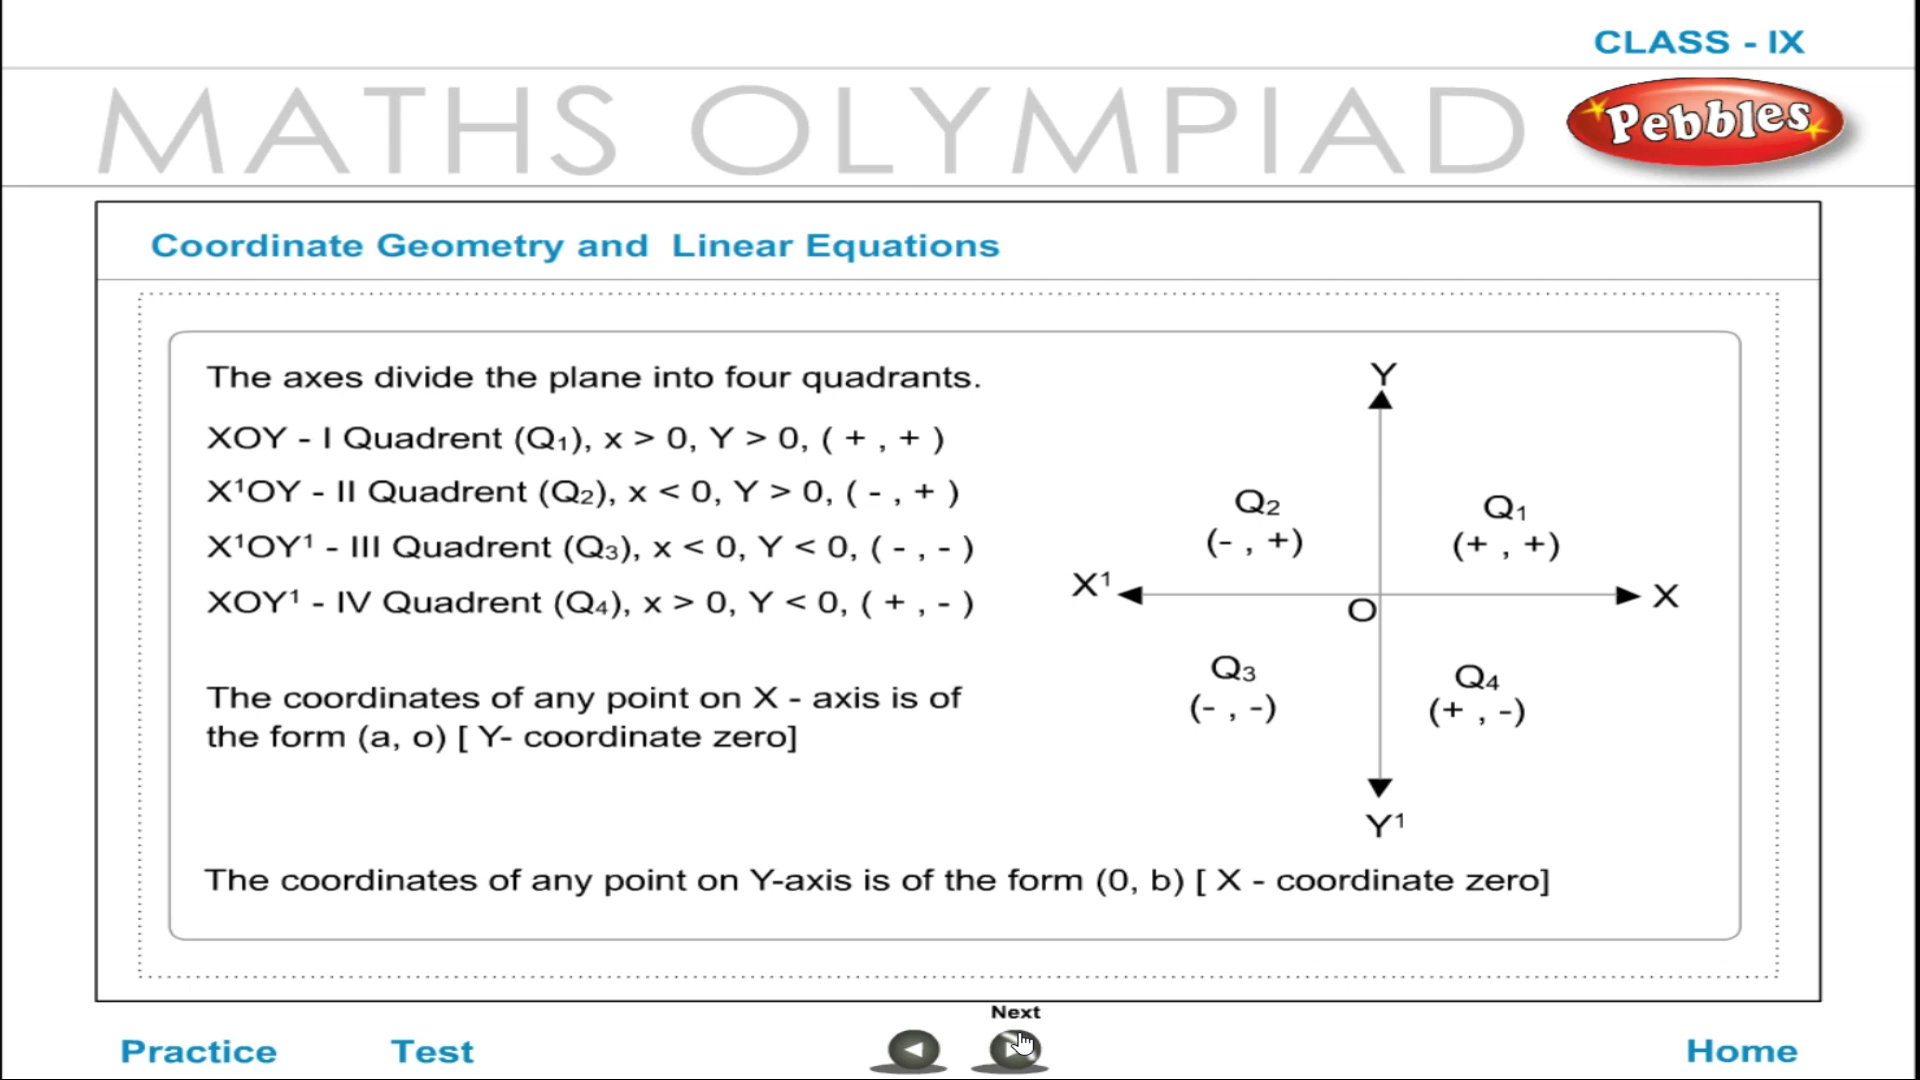 CLASS - IX
MATHS OLYMPIAD
Pebbles
Coordinate Geometry and Linear Equations
The axes divide the plane into four quadrants.
XOY - I Quadrent (Q₁), x > 0, Y > 0, ( + , + )
X¹OY - II Quadrent (Q₂), x < 0, Y > 0, ( - , + )
X¹OY¹ - III Quadrent (Q₃), x < 0, Y < 0, ( - , - )
XOY¹ - IV Quadrent (Q₄), x > 0, Y < 0, ( + , - )
The coordinates of any point on X - axis is of
the form (a, o) [ Y- coordinate zero]
Y
Q₂
(- , +)
Q₁
(+ , +)
X¹
O
X
Q₃
(- , -)
Q₄
(+ , -)
Y¹
The coordinates of any point on Y-axis is of the form (0, b) [ X - coordinate zero]
Next
Practice
Test
Home